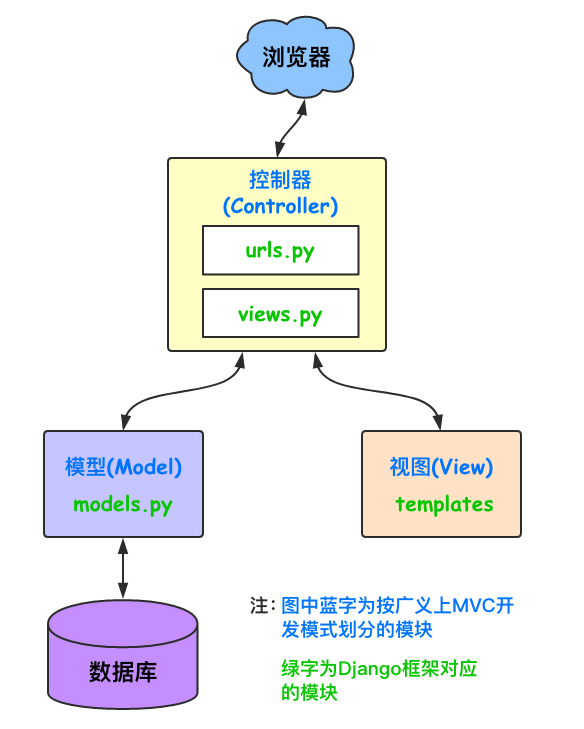 浏览器
控制器
(Controller)
urls.py
views.py
模型(Model)
models.py
视图(View)
templates
数据库
注：图中蓝字为按广义上MVC开
发模式划分的模块
绿字为Django框架对应
的模块